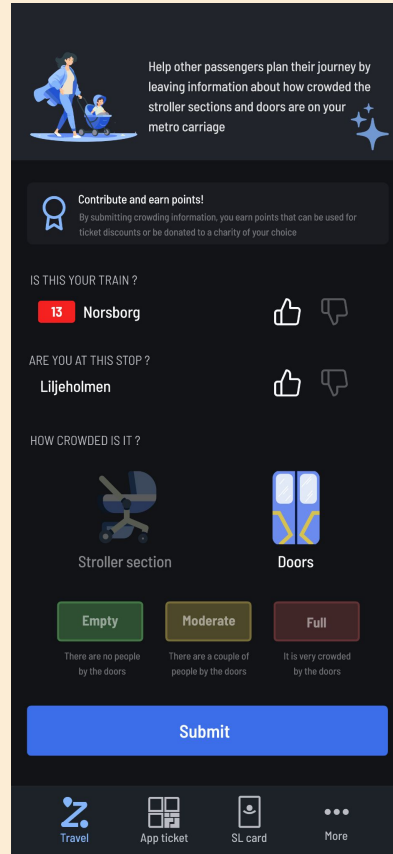 Help other passengers plan their journey by
leaving information about how crowded the
stroller sections and doors are on your
metro carriage
Contribute and earn points!
By submitting crowding information, you earn points that can be used for
ticket discounts or be donated to a charity of your choice
IS THIS YOUR TRAIN ?
13 Norsborg
ARE YOU AT THIS STOP ?
Liljeholmen
HOW CROWDED IS IT ?
Stroller section Doors
Empty Moderate Full
There are no people There are a couple of It is very crowded
by the doors people by the doors by the doors
Submit
Travel App ticket SL card More